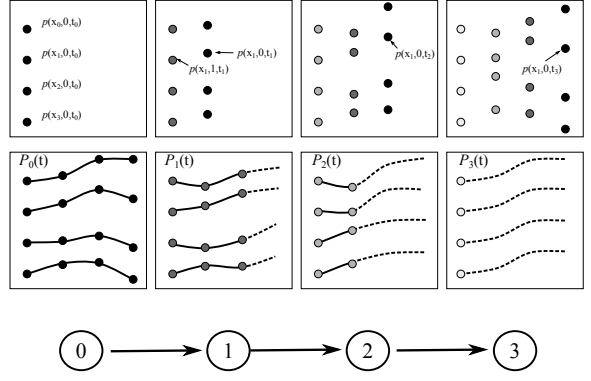 p(x₀,0,t₀)
p(x₁,0,t₀)
p(x₂,0,t₀)
p(x₃,0,t₀)
p(x₁,0,t₁)
p(x₁,1,t₁)
p(x₁,0,t₂)
p(x₁,0,t₃)
P₀(t)
P₁(t)
P₂(t)
P₃(t)
0 1 2 3